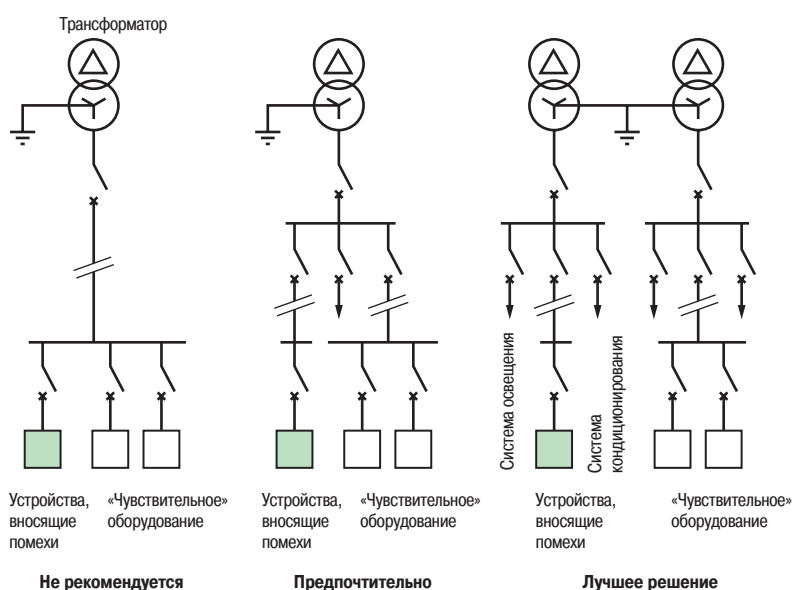 Трансформатор
Система освещения
Система
кондиционирования
Устройства,
вносящие
помехи
«Чувствительное»
оборудование
Устройства,
вносящие
помехи
«Чувствительное»
оборудование
Устройства,
вносящие
помехи
«Чувствительное»
оборудование
Не рекомендуется
Предпочтительно
Лучшее решение